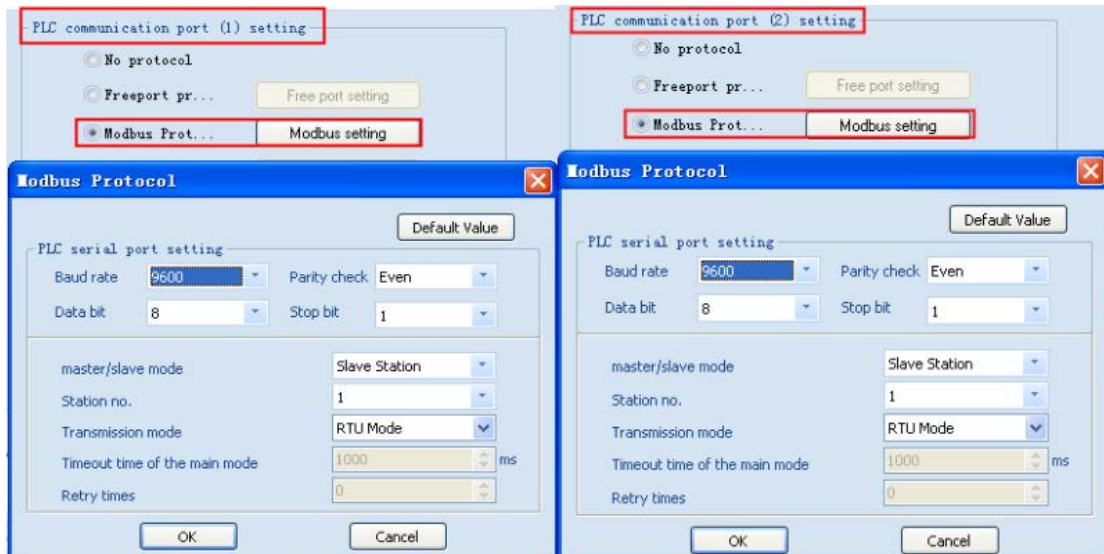 PLC communication port (1) setting
No protocol
Freeport pr...
Free port setting
Modbus Prot...
Modbus setting
Modbus Protocol
Default Value
PLC serial port setting
Baud rate 9600 Parity check Even
Data bit 8 Stop bit 1
master/slave mode Slave Station
Station no. 1
Transmission mode RTU Mode
Timeout time of the main mode 1000 ms
Retry times 0
OK Cancel
PLC communication port (2) setting
No protocol
Freeport pr...
Free port setting
Modbus Prot...
Modbus setting
Modbus Protocol
Default Value
PLC serial port setting
Baud rate 9600 Parity check Even
Data bit 8 Stop bit 1
master/slave mode Slave Station
Station no. 1
Transmission mode RTU Mode
Timeout time of the main mode 1000 ms
Retry times 0
OK Cancel